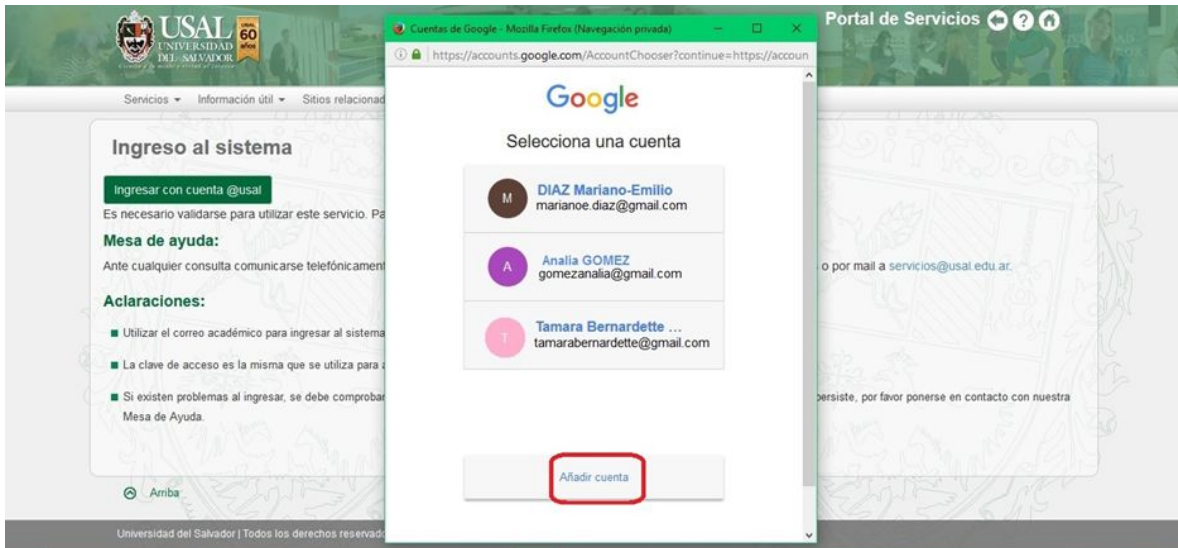 USAL
UNIVERSIDAD
DEL SALVADOR
USAL
60
años
Portal de Servicios
Servicios
Información útil
Sitios relacionad
Ingreso al sistema
Ingresar con cuenta @usal
Es necesario validarse para utilizar este servicio. Pa
Mesa de ayuda:
Ante cualquier consulta comunicarse telefónicament
o por mail a servicios@usal.edu.ar.
Aclaraciones:
Utilizar el correo académico para ingresar al sistema
La clave de acceso es la misma que se utiliza para a
Si existen problemas al ingresar, se debe comprobar
persiste, por favor ponerse en contacto con nuestra
Mesa de Ayuda.
Arriba
Universidad del Salvador | Todos los derechos reservado
Cuentas de Google - Mozilla Firefox (Navegación privada)
https://accounts.google.com/AccountChooser?continue=https://accoun
Google
Selecciona una cuenta
M
DIAZ Mariano-Emilio
marianoe.diaz@gmail.com
A
Analia GOMEZ
gomezanalia@gmail.com
T
Tamara Bernardette ...
tamarabernardette@gmail.com
Añadir cuenta